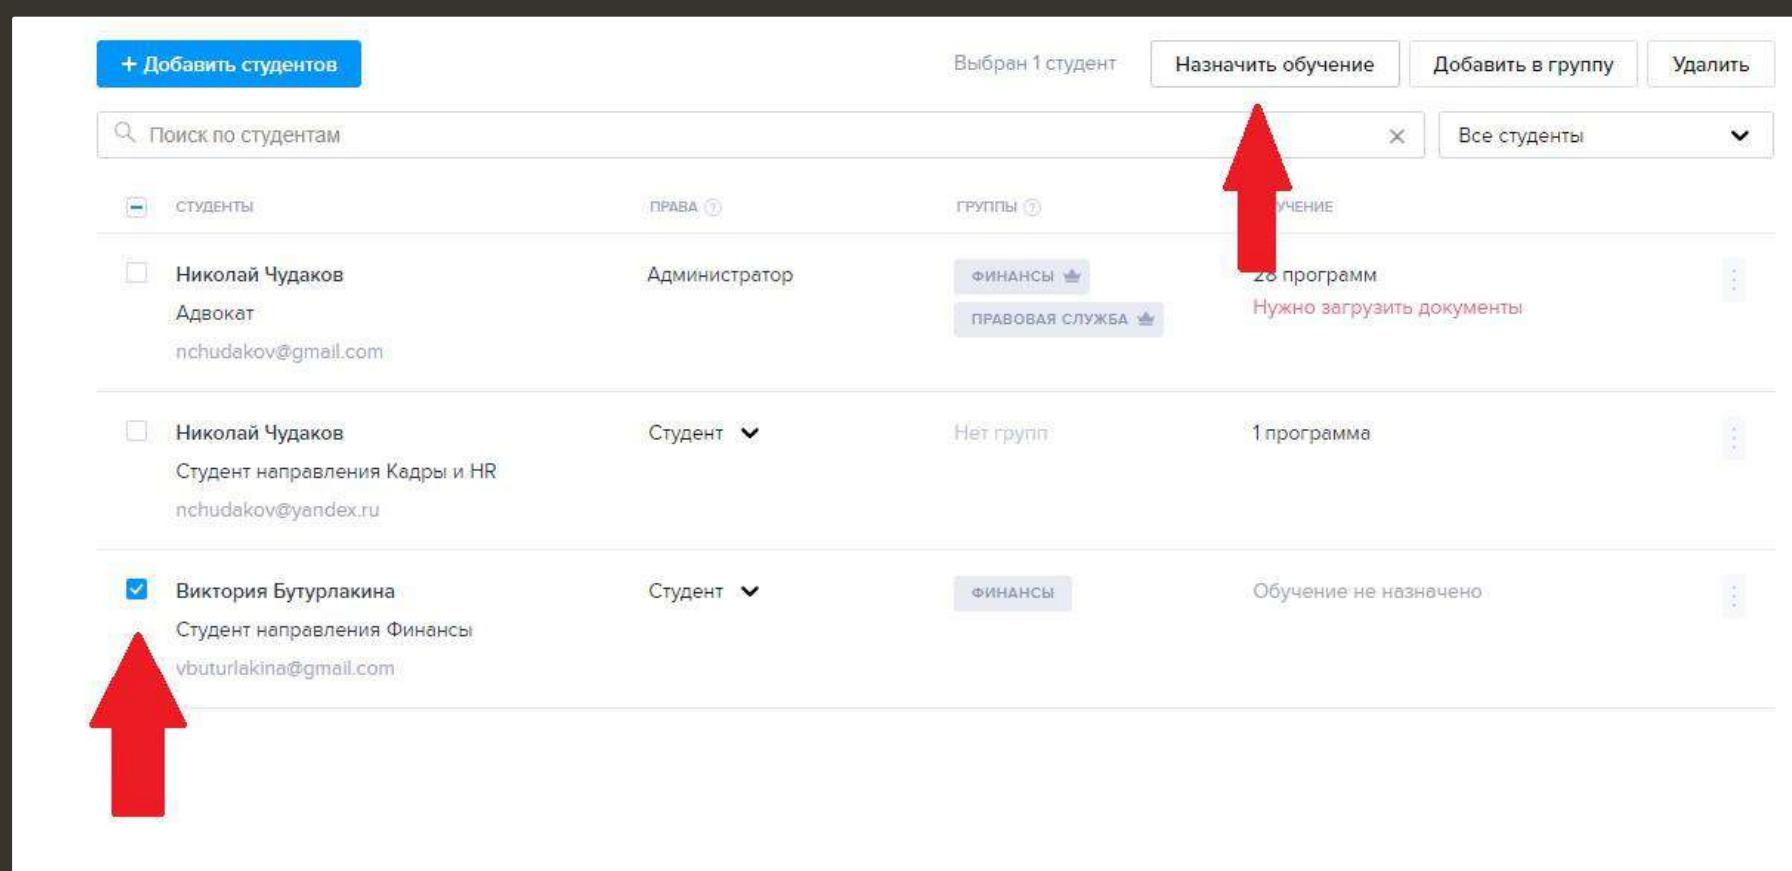 + Добавить студентов
Выбран 1 студент
Назначить обучение
Добавить в группу
Удалить
Поиск по студентам
Все студенты
СТУДЕНТЫ
ПРАВА
ГРУППЫ
Николай Чудаков
Администратор
ФИНАНСЫ
28 программ
Адвокат
ПРАВОВАЯ СЛУЖБА
Нужно загрузить документы
nchudakov@gmail.com
Николай Чудаков
Студент
Нет групп
1 программа
Студент направления Кадры и HR
nchudakov@yandex.ru
Виктория Бутурлакина
Студент
ФИНАНСЫ
Обучение не назначено
Студент направления Финансы
vbuturlakina@gmail.com